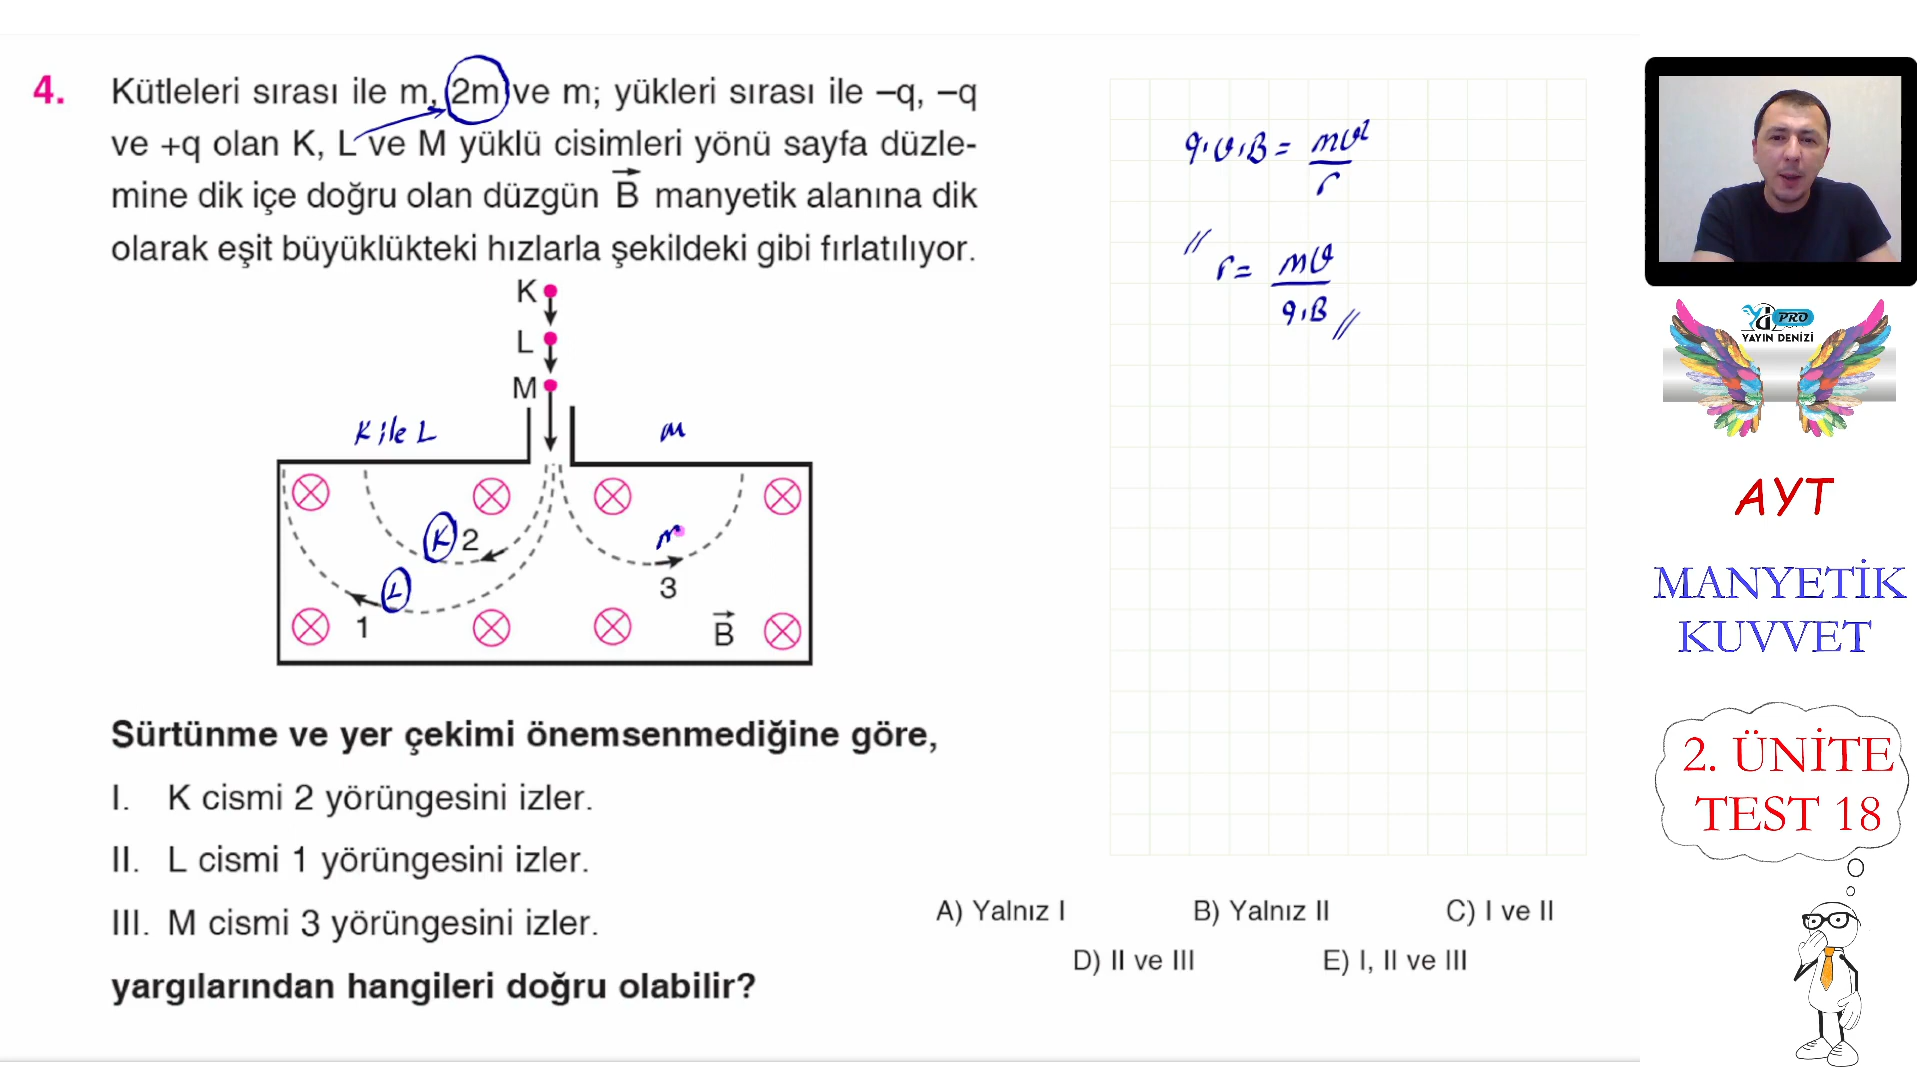 4. Kütleleri sırası ile m, 2m ve m; yükleri sırası ile –q, –q
ve +q olan K, L ve M yüklü cisimleri yönü sayfa düzle-
mine dik içe doğru olan düzgün B manyetik alanına dik
olarak eşit büyüklükteki hızlarla şekildeki gibi fırlatılıyor.
K
L
M
K ile L
M
K 2
M
3
L
1
B
q.v.B = mv²/r
// r = mv/q.B //
Sürtünme ve yer çekimi önemsenmediğine göre,
I. K cismi 2 yörüngesini izler.
II. L cismi 1 yörüngesini izler.
III. M cismi 3 yörüngesini izler.
yargılarından hangileri doğru olabilir?
A) Yalnız I B) Yalnız II C) I ve II
D) II ve III E) I, II ve III
PRO
YAYIN DENİZİ
AYT
MANYETİK
KUVVET
2. ÜNİTE
TEST 18